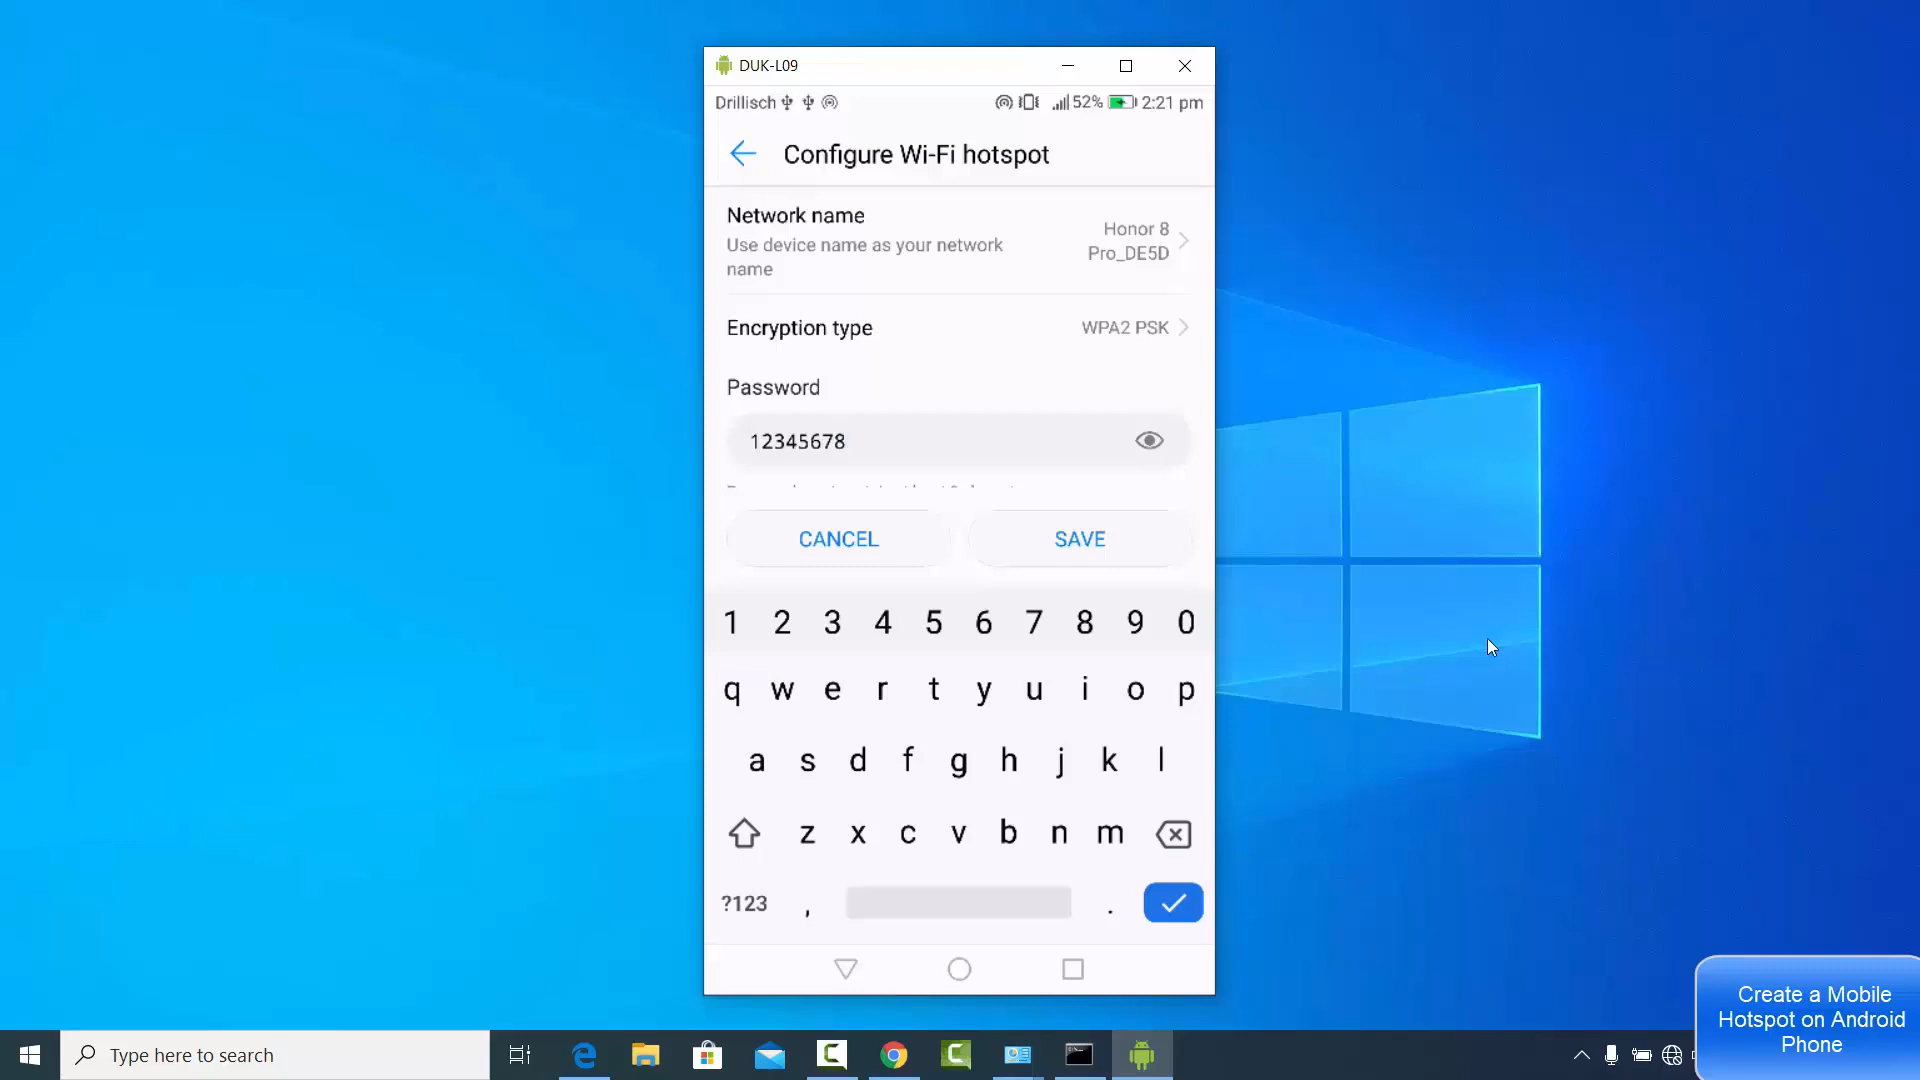 DUK-L09
Drillisch
52% 2:21 pm
Configure Wi-Fi hotspot
Network name
Use device name as your network
name
Honor 8
Pro_DE5D
Encryption type
WPA2 PSK
Password
12345678
CANCEL
SAVE
1 2 3 4 5 6 7 8 9 0
q w e r t y u i o p
a s d f g h j k l
z x c v b n m
?123 , .
Type here to search
Create a Mobile
Hotspot on Android
Phone